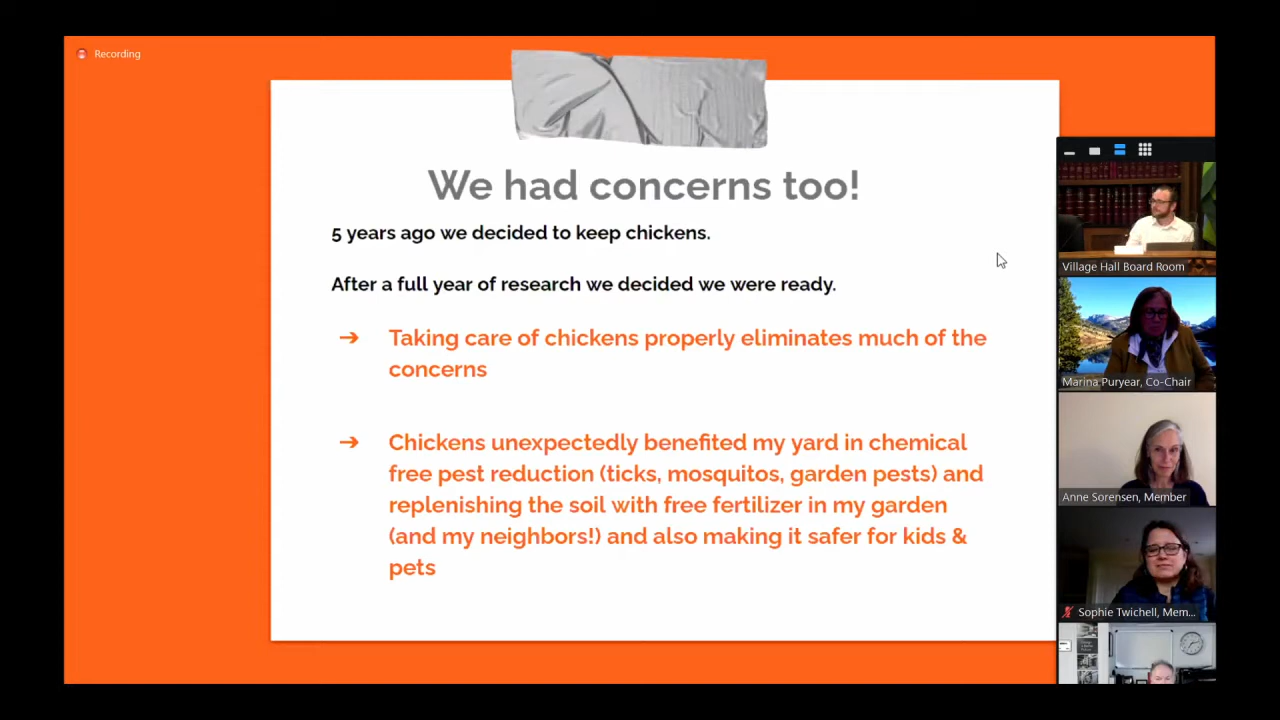 Recording
We had concerns too!
5 years ago we decided to keep chickens.
After a full year of research we decided we were ready.
➔ Taking care of chickens properly eliminates much of the
concerns
➔ Chickens unexpectedly benefited my yard in chemical
free pest reduction (ticks, mosquitos, garden pests) and
replenishing the soil with free fertilizer in my garden
(and my neighbors!) and also making it safer for kids &
pets
Village Hall Board Room
Marina Puryear, Co-Chair
Anne Sorensen, Member
Sophie Twichell, Mem...